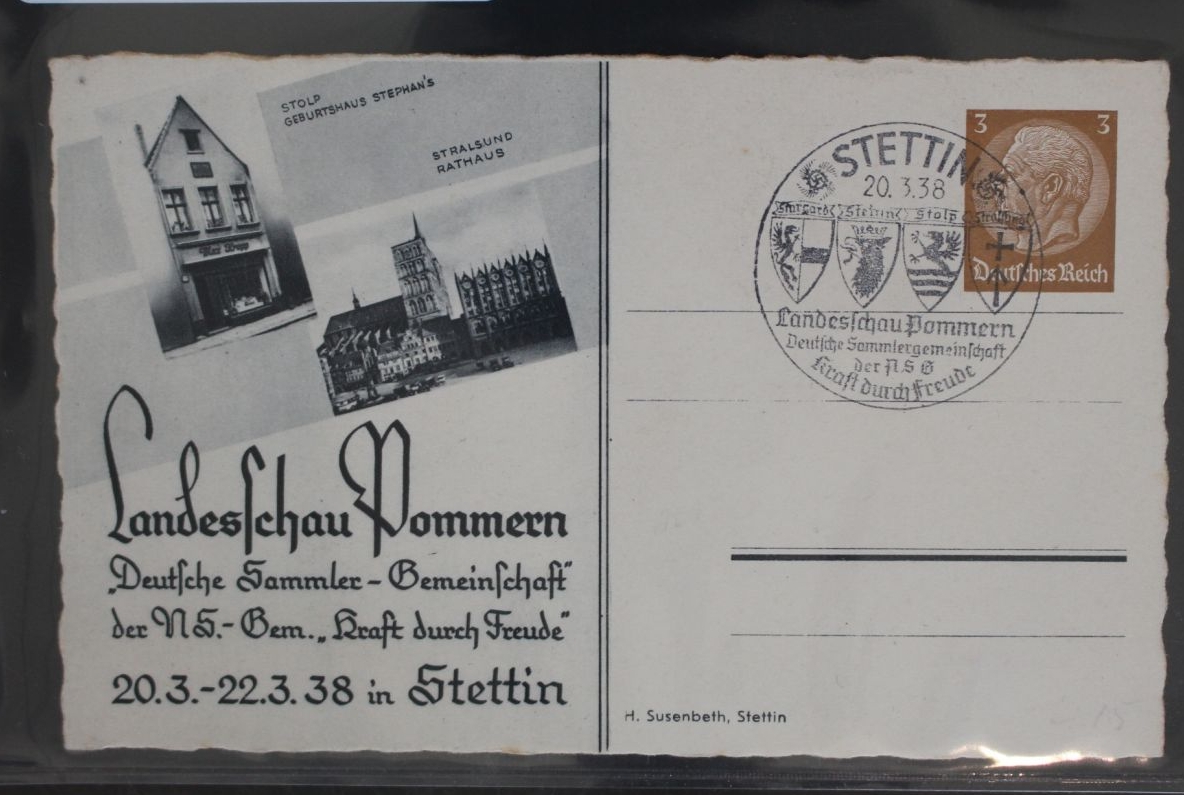 STOLP
GEBURTSHAUS STEPHAN'S
STRALSUND
RATHAUS
Landesſchau Pommern
„Deutſche Sammler-Gemeinſchaft"
der NS.-Gem. „Kraft durch Freude"
20.3.-22.3.38 in Stettin
3 3
Deutſches Reich
STETTIN
20. 3.38
Stargard Stettin Stolp Stralſund
Landesſchau Pommern
Deutſche Sammlergemeinſchaft
der N S G
Kraft durch Freude
H. Susenbeth, Stettin